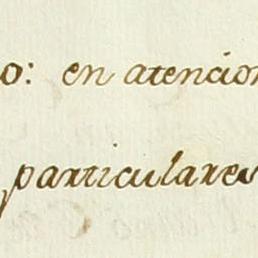 o: en atencion
particulares